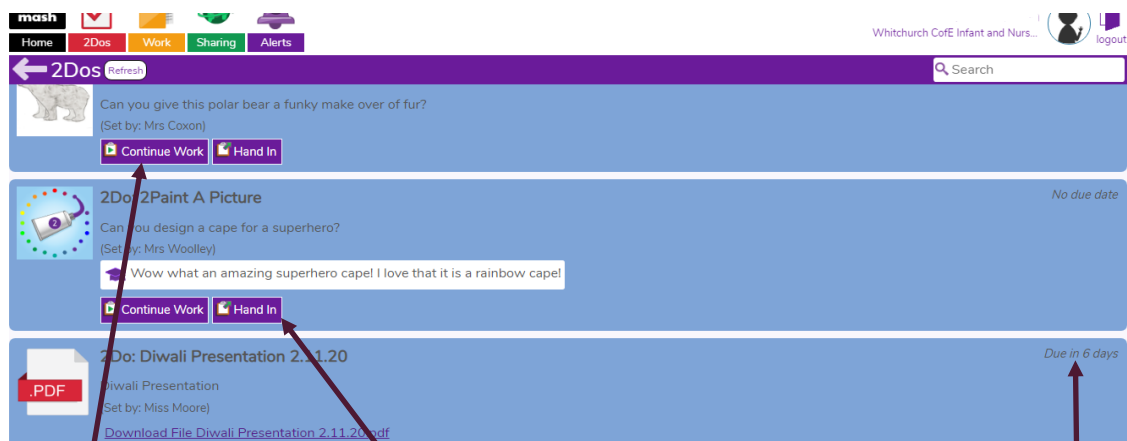 mash
Home 2Dos Work Sharing Alerts
Whitchurch CofE Infant and Nurs...
logout
2Dos Refresh
Search
Can you give this polar bear a funky make over of fur?
(Set by: Mrs Coxon)
Continue Work Hand In
2Do: 2Paint A Picture
No due date
2
Can you design a cape for a superhero?
(Set by: Mrs Woolley)
Wow what an amazing superhero cape! I love that it is a rainbow cape!
Continue Work Hand In
2Do: Diwali Presentation 2.11.20
Due in 6 days
.PDF
Diwali Presentation
(Set by: Miss Moore)
Download File Diwali Presentation 2.11.20.pdf